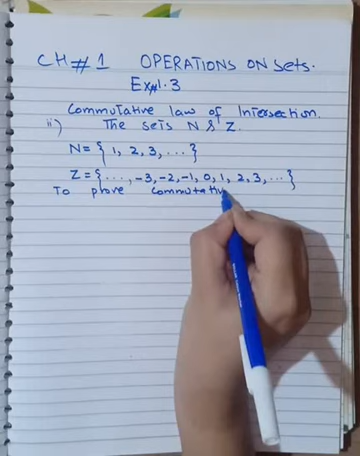 CH#1 OPERATIONS ON Sets.
Ex#1.3
Commutative law of Intersection.
ii) The sets N & Z.
N = { 1, 2, 3, ... }
Z = { ..., -3, -2, -1, 0, 1, 2, 3, ... }
To prove commutativ